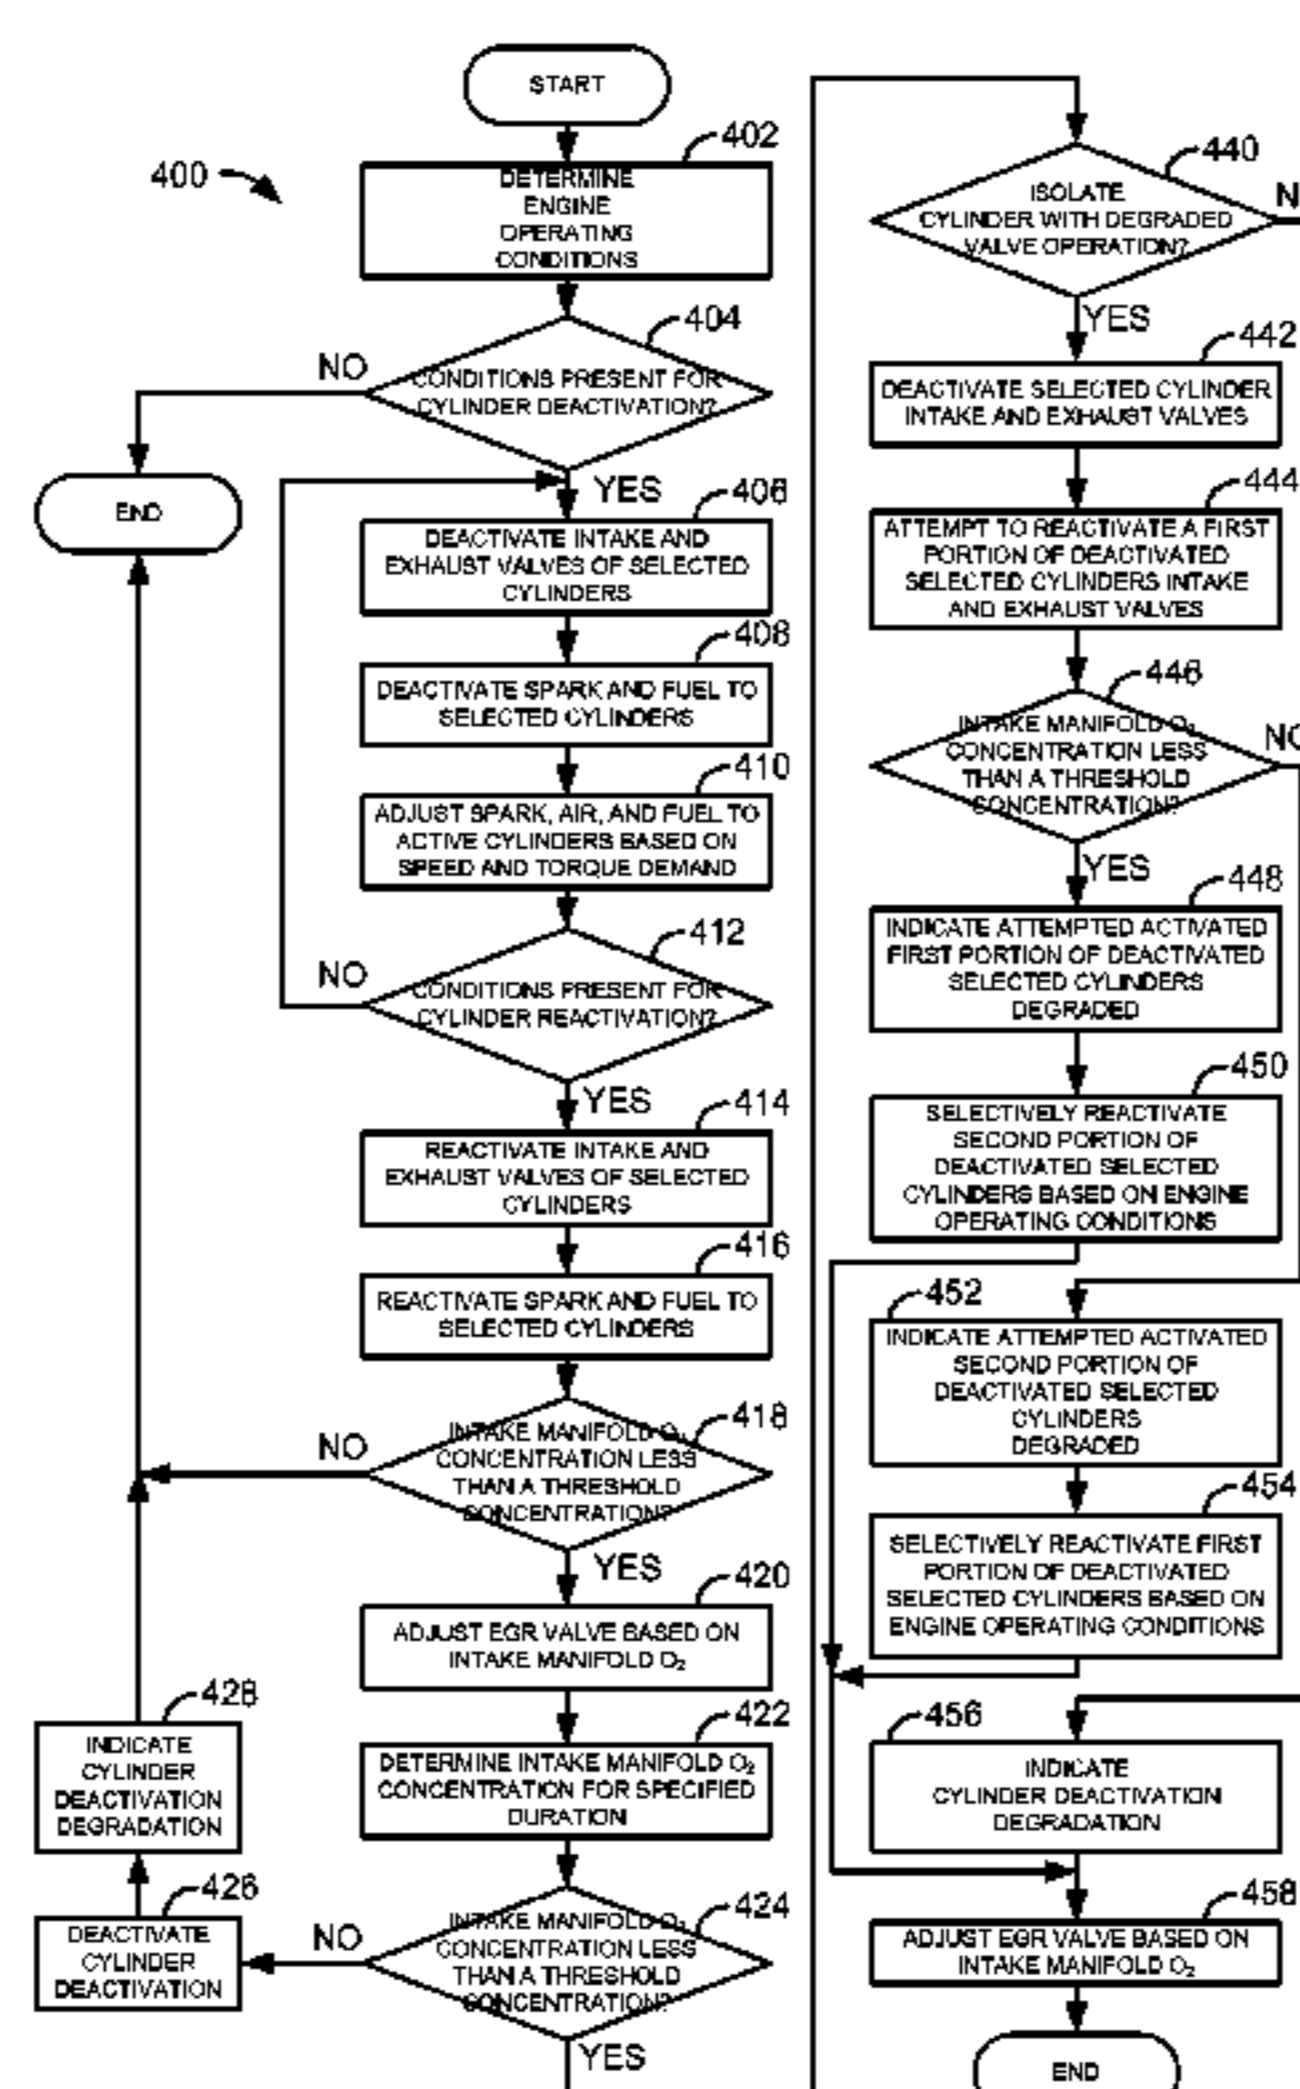 START
402
400
DETERMINE
ENGINE
OPERATING
CONDITIONS
404
NO
CONDITIONS PRESENT FOR
CYLINDER DEACTIVATION?
END
YES
406
DEACTIVATE INTAKE AND
EXHAUST VALVES OF SELECTED
CYLINDERS
408
DEACTIVATE SPARK AND FUEL TO
SELECTED CYLINDERS
410
ADJUST SPARK, AIR, AND FUEL TO
ACTIVE CYLINDERS BASED ON
SPEED AND TORQUE DEMAND
412
NO
CONDITIONS PRESENT FOR
CYLINDER REACTIVATION?
YES
414
REACTIVATE INTAKE AND
EXHAUST VALVES OF SELECTED
CYLINDERS
416
REACTIVATE SPARK AND FUEL TO
SELECTED CYLINDERS
418
NO
INTAKE MANIFOLD O₂
CONCENTRATION LESS
THAN A THRESHOLD
CONCENTRATION?
YES
420
ADJUST EGR VALVE BASED ON
INTAKE MANIFOLD O₂
422
DETERMINE INTAKE MANIFOLD O₂
CONCENTRATION FOR SPECIFIED
DURATION
424
NO
INTAKE MANIFOLD O₂
CONCENTRATION LESS
THAN A THRESHOLD
CONCENTRATION?
YES
428
INDICATE
CYLINDER
DEACTIVATION
DEGRADATION
426
DEACTIVATE
CYLINDER
DEACTIVATION
440
ISOLATE
CYLINDER WITH DEGRADED
VALVE OPERATION?
N
YES
442
DEACTIVATE SELECTED CYLINDER
INTAKE AND EXHAUST VALVES
444
ATTEMPT TO REACTIVATE A FIRST
PORTION OF DEACTIVATED
SELECTED CYLINDERS INTAKE
AND EXHAUST VALVES
446
INTAKE MANIFOLD O₂
CONCENTRATION LESS
THAN A THRESHOLD
CONCENTRATION?
NO
YES
448
INDICATE ATTEMPTED ACTIVATED
FIRST PORTION OF DEACTIVATED
SELECTED CYLINDERS
DEGRADED
450
SELECTIVELY REACTIVATE
SECOND PORTION OF
DEACTIVATED SELECTED
CYLINDERS BASED ON ENGINE
OPERATING CONDITIONS
452
INDICATE ATTEMPTED ACTIVATED
SECOND PORTION OF
DEACTIVATED SELECTED
CYLINDERS
DEGRADED
454
SELECTIVELY REACTIVATE FIRST
PORTION OF DEACTIVATED
SELECTED CYLINDERS BASED ON
ENGINE OPERATING CONDITIONS
456
INDICATE
CYLINDER DEACTIVATION
DEGRADATION
458
ADJUST EGR VALVE BASED ON
INTAKE MANIFOLD O₂
END